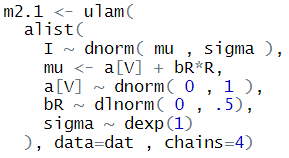 m2.1 <- ulam(
  alist(
    I ~ dnorm( mu , sigma ),
    mu <- a[V] + bR*R,
    a[V] ~ dnorm( 0 , 1 ),
    bR ~ dlnorm( 0 , .5),
    sigma ~ dexp(1)
  ), data=dat , chains=4)